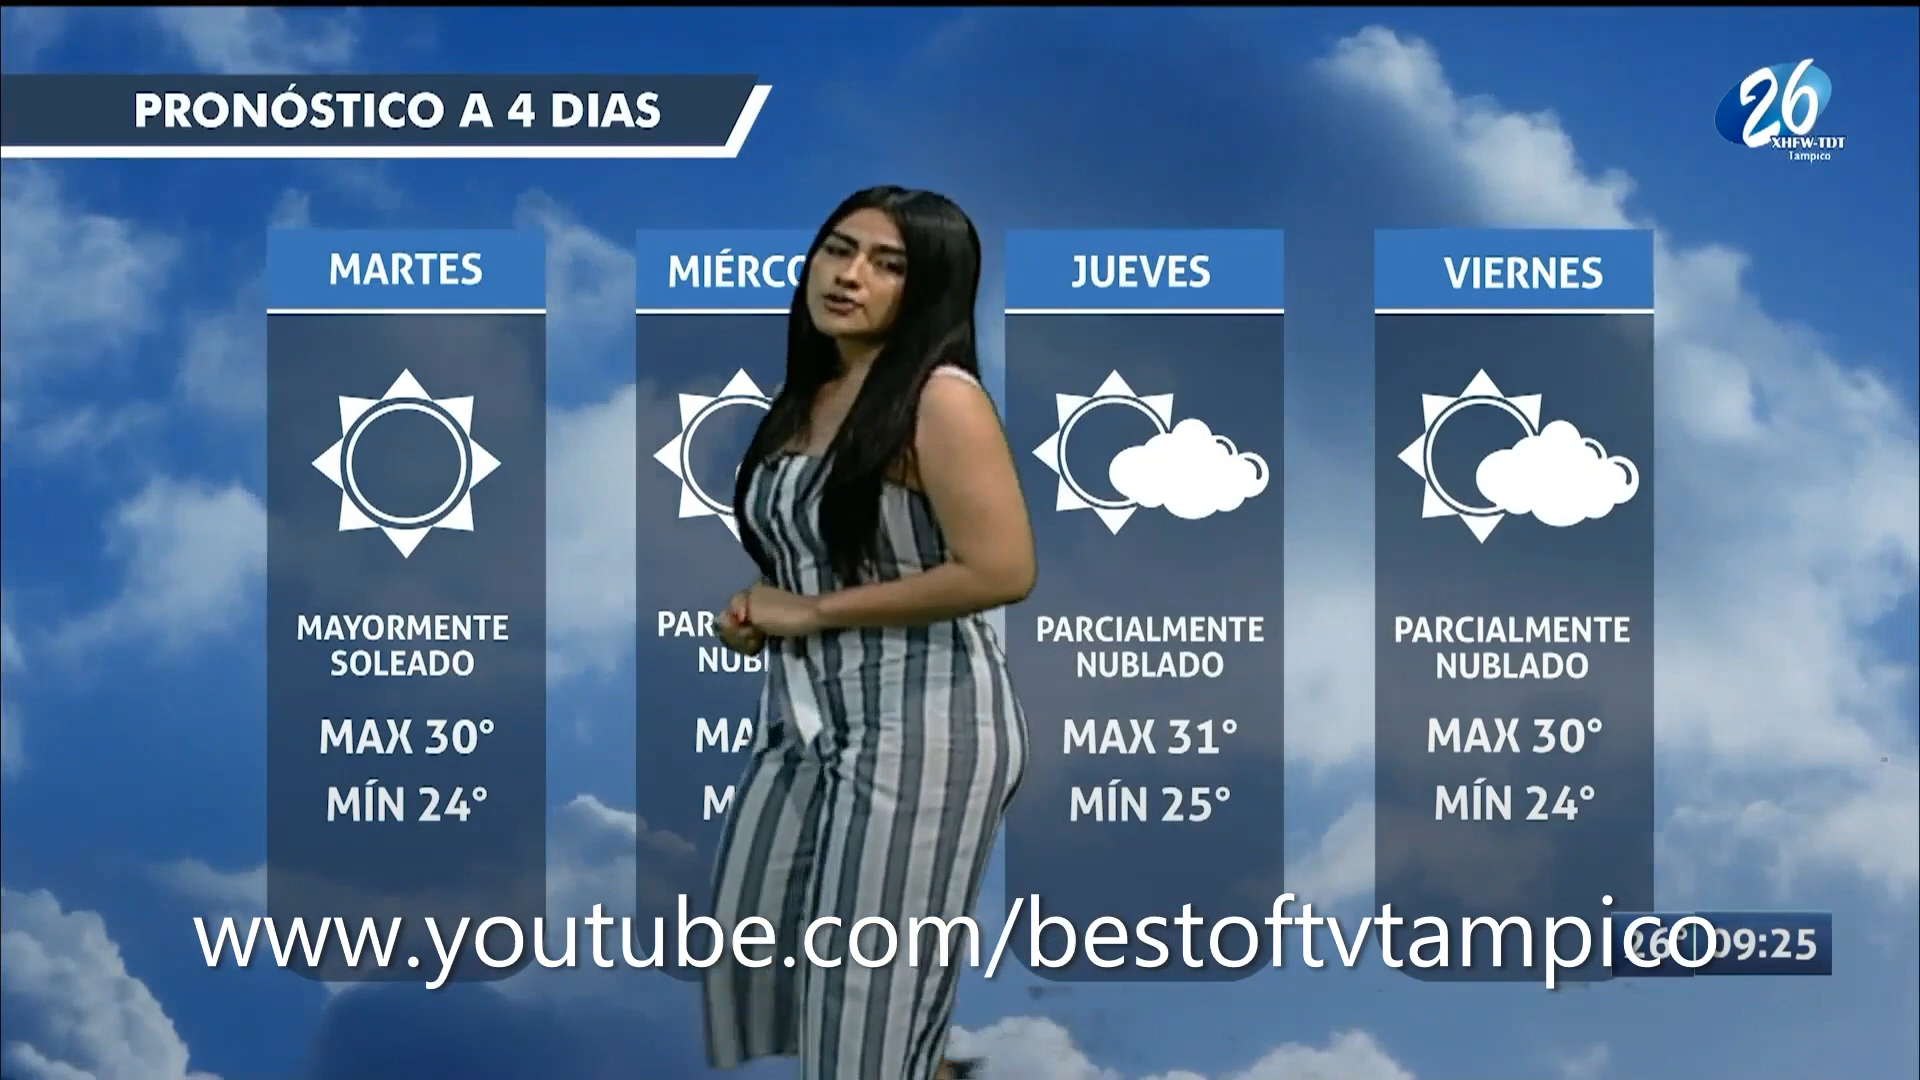 PRONÓSTICO A 4 DIAS
26
XHFW-TDT
Tampico
MARTES
MAYORMENTE
SOLEADO
MAX 30°
MÍN 24°
JUEVES
PARCIALMENTE
NUBLADO
MAX 31°
MÍN 25°
VIERNES
PARCIALMENTE
NUBLADO
MAX 30°
MÍN 24°
www.youtube.com/bestoftvtampico
26° 09:25